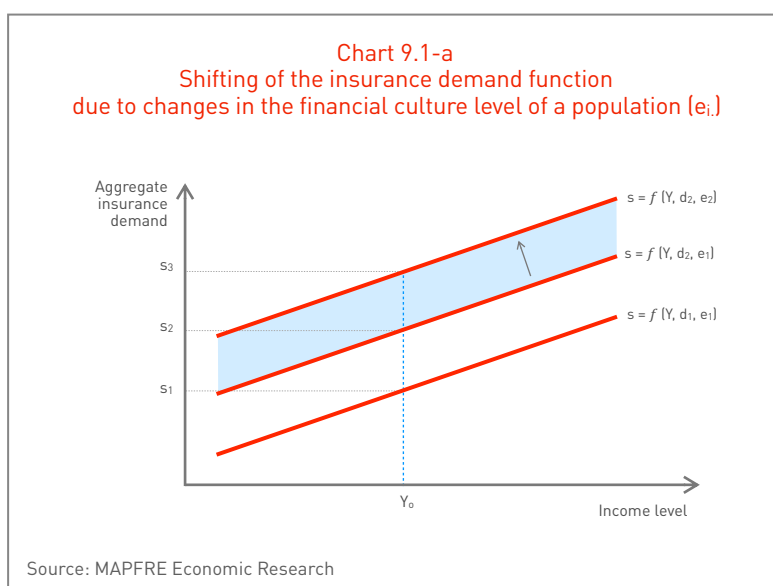 Chart 9.1-a
Shifting of the insurance demand function
due to changes in the financial culture level of a population (eᵢ.)
Aggregate
insurance
demand
s = f (Y, d₂, e₂)
s₃
s = f (Y, d₂, e₁)
s₂
s = f (Y, d₁, e₁)
s₁
Yₒ
Income level
Source: MAPFRE Economic Research